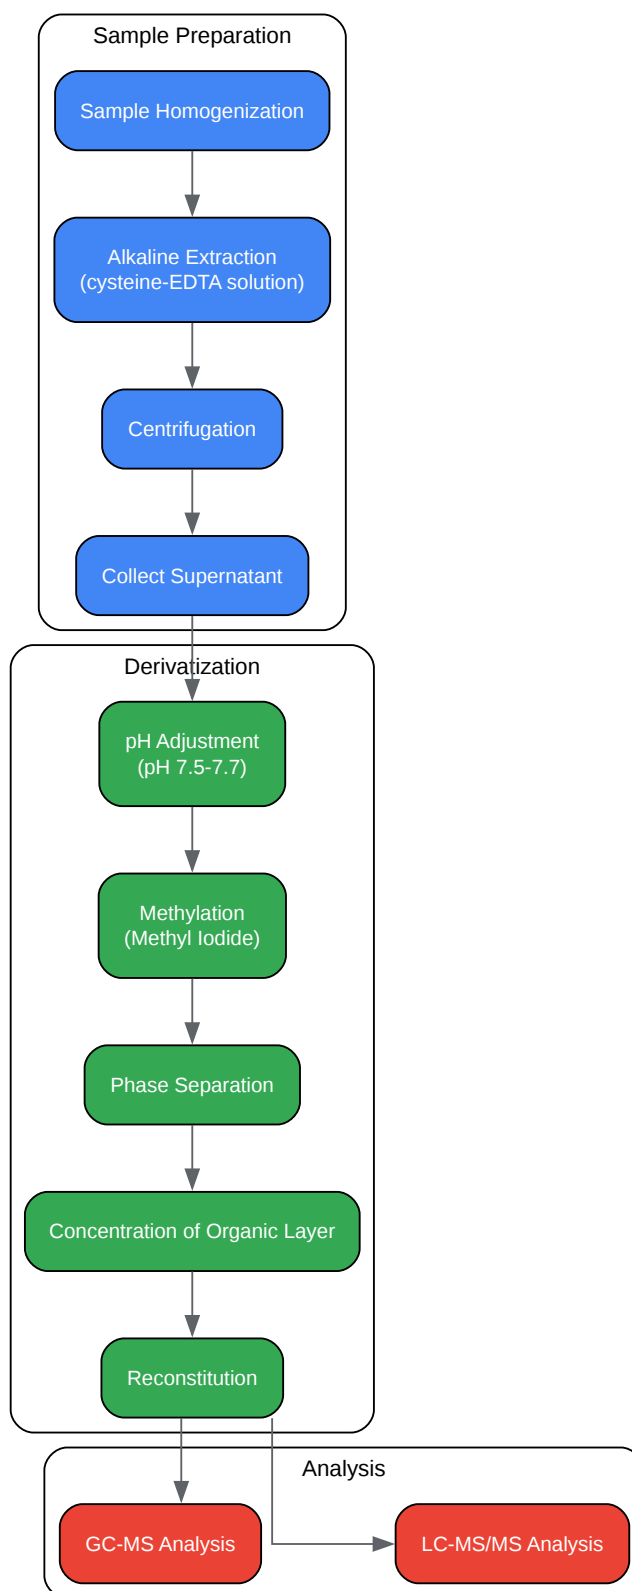 Sample Preparation
Sample Homogenization
Alkaline Extraction
(cysteine-EDTA solution)
Centrifugation
Collect Supernatant
Derivatization
pH Adjustment
(pH 7.5-7.7)
Methylation
(Methyl Iodide)
Phase Separation
Concentration of Organic Layer
Reconstitution
Analysis
GC-MS Analysis
LC-MS/MS Analysis